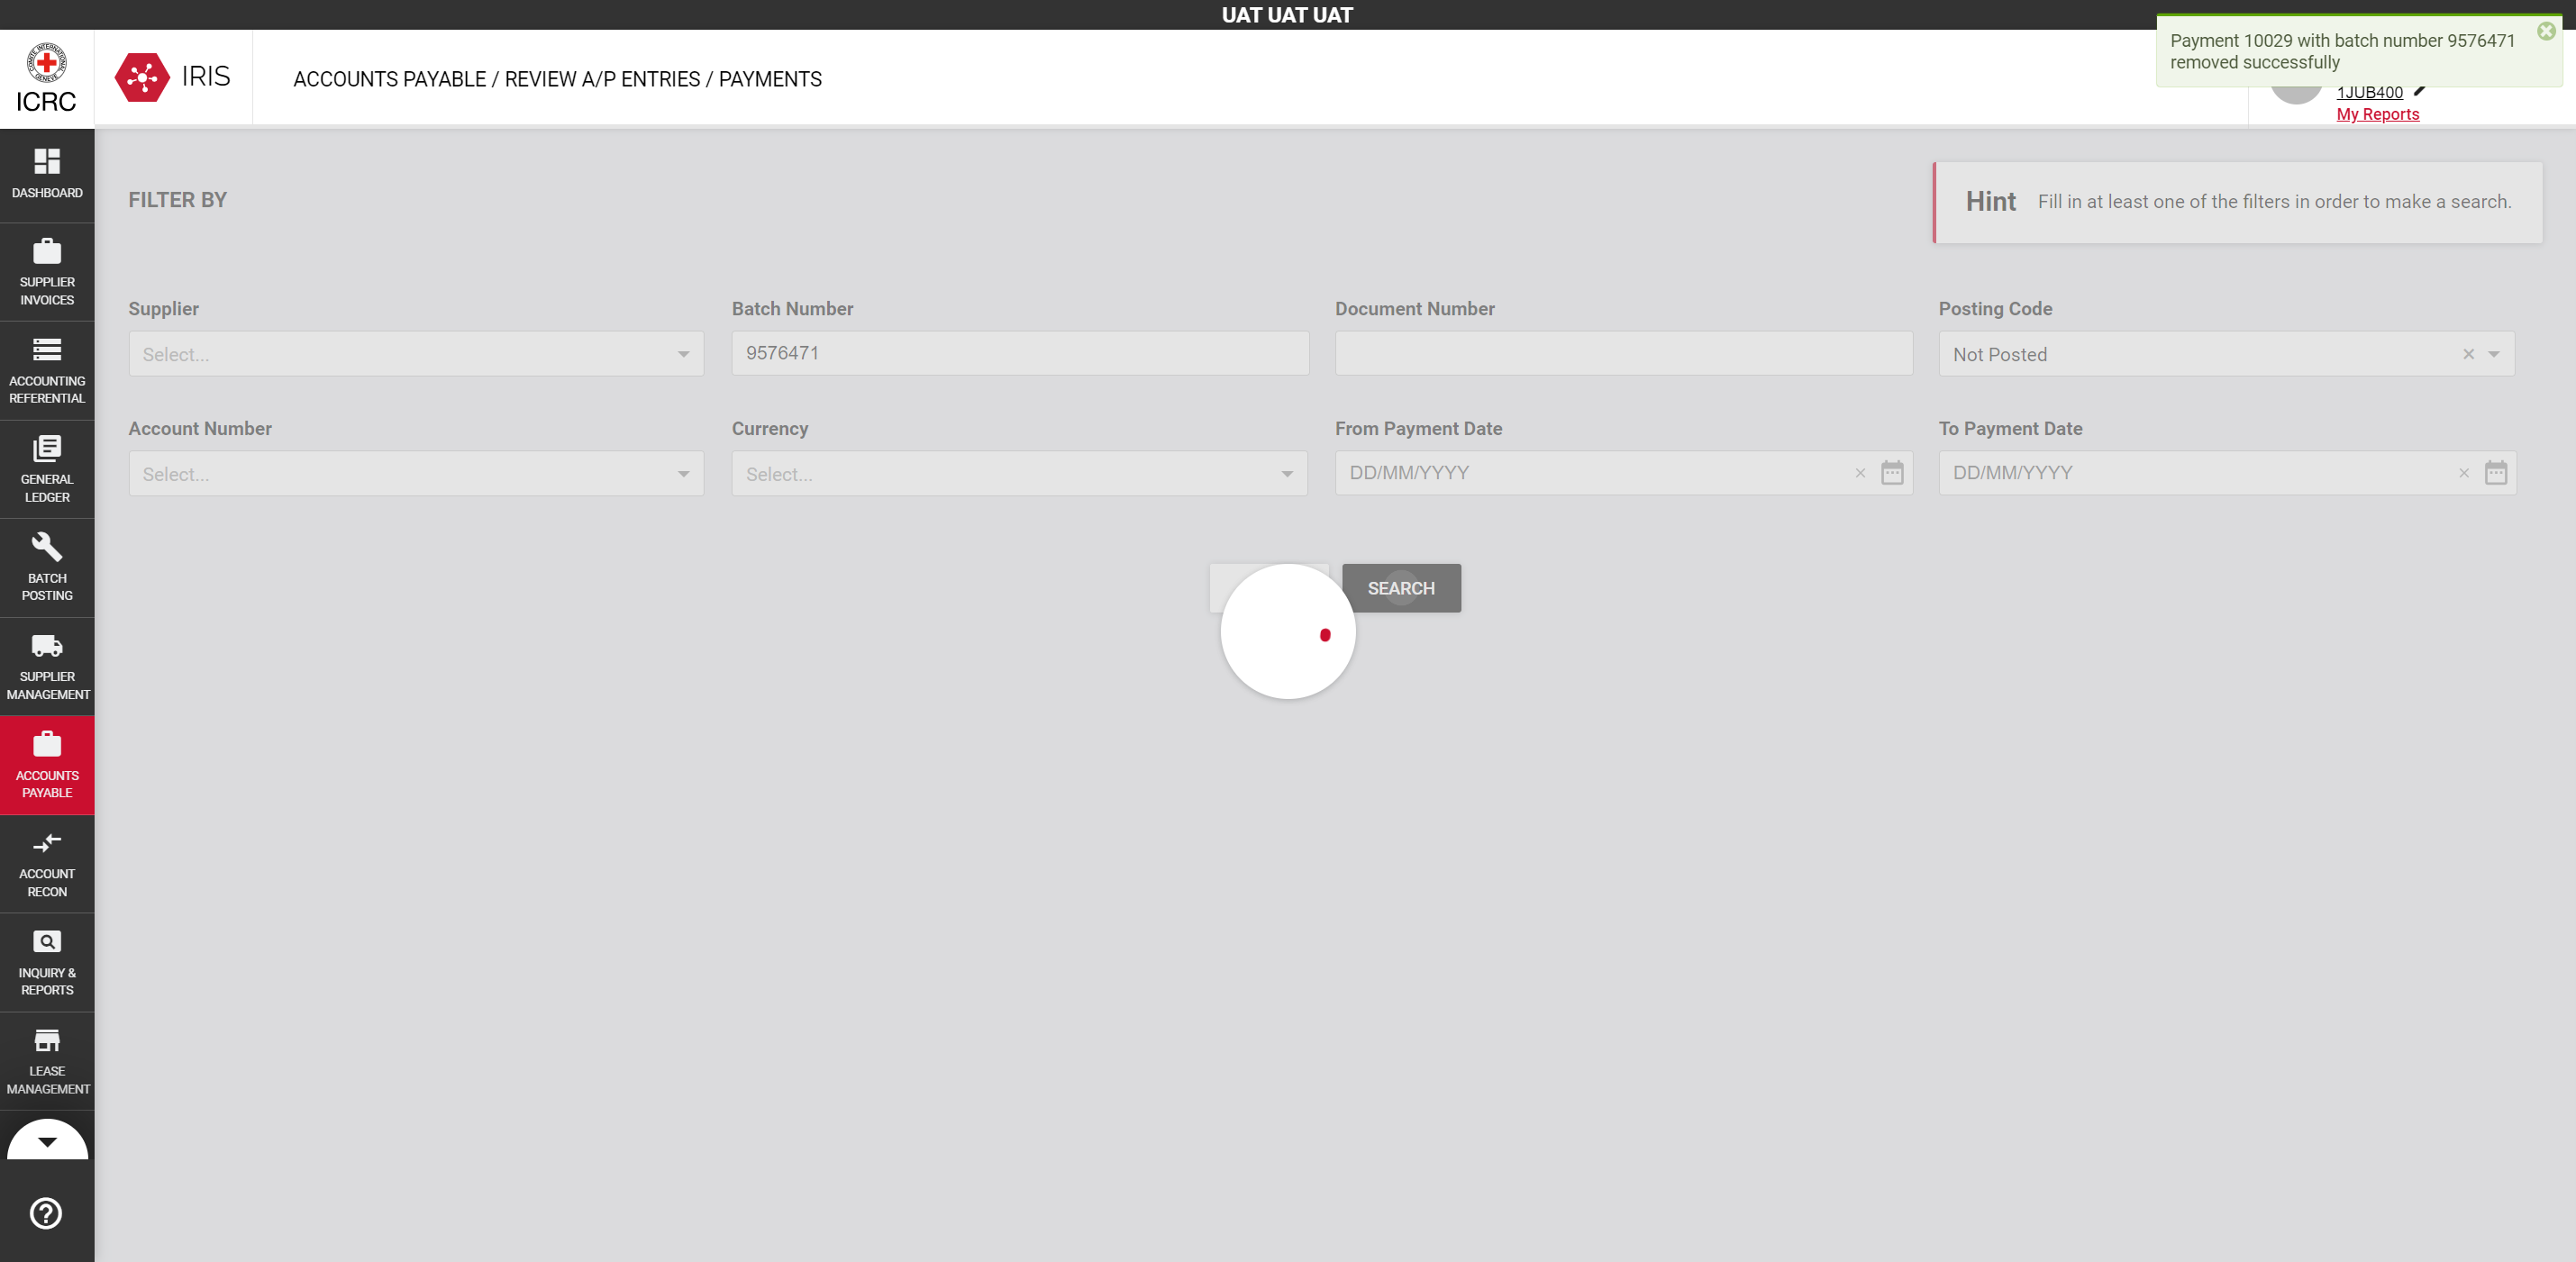 UAT UAT UAT
Payment 10029 with batch number 9576471
removed successfully
COMITE INTERNATIONAL
GENEVE
ICRC
IRIS
ACCOUNTS PAYABLE / REVIEW A/P ENTRIES / PAYMENTS
1JUB400
My Reports
DASHBOARD
SUPPLIER
INVOICES
ACCOUNTING
REFERENTIAL
GENERAL
LEDGER
BATCH
POSTING
SUPPLIER
MANAGEMENT
ACCOUNTS
PAYABLE
ACCOUNT
RECON
INQUIRY &
REPORTS
LEASE
MANAGEMENT
FILTER BY
Hint Fill in at least one of the filters in order to make a search.
Supplier
Select...
Batch Number
9576471
Document Number
Posting Code
Not Posted
Account Number
Select...
Currency
Select...
From Payment Date
DD/MM/YYYY
To Payment Date
DD/MM/YYYY
SEARCH